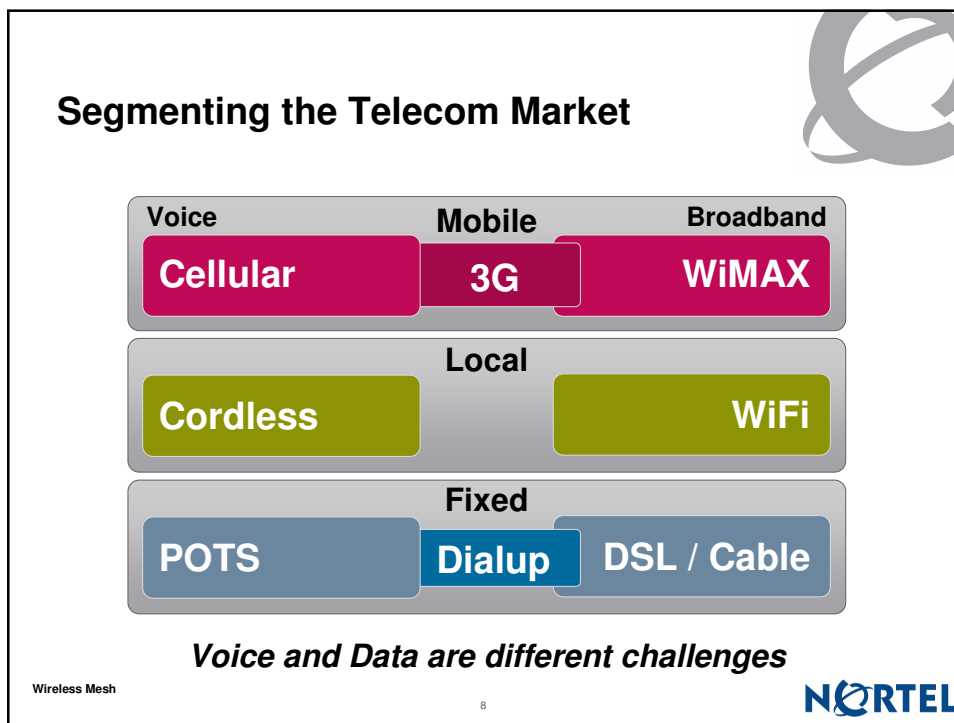 Segmenting the Telecom Market
Voice Mobile Broadband
Cellular 3G WiMAX
Local
Cordless WiFi
Fixed
POTS Dialup DSL / Cable
Voice and Data are different challenges
Wireless Mesh
8
NORTEL